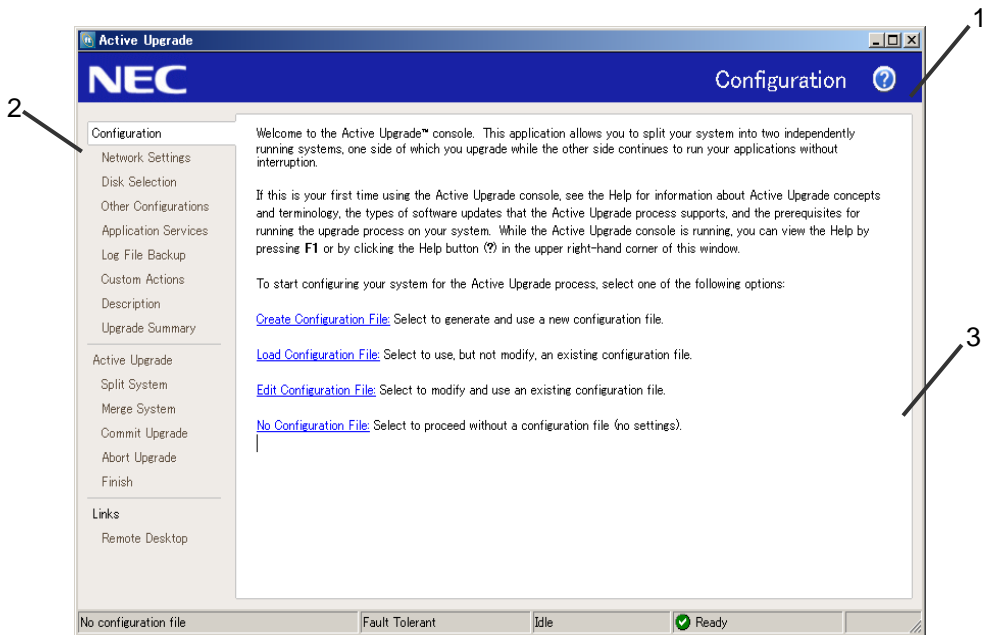 1
Active Upgrade
NEC
Configuration ?
2
Configuration
Network Settings
Disk Selection
Other Configurations
Application Services
Log File Backup
Custom Actions
Description
Upgrade Summary
Active Upgrade
Split System
Merge System
Commit Upgrade
Abort Upgrade
Finish
Links
Remote Desktop
Welcome to the Active Upgrade™ console. This application allows you to split your system into two independently
running systems, one side of which you upgrade while the other side continues to run your applications without
interruption.
If this is your first time using the Active Upgrade console, see the Help for information about Active Upgrade concepts
and terminology, the types of software updates that the Active Upgrade process supports, and the prerequisites for
running the upgrade process on your system. While the Active Upgrade console is running, you can view the Help by
pressing F1 or by clicking the Help button (?) in the upper right-hand corner of this window.
To start configuring your system for the Active Upgrade process, select one of the following options:
Create Configuration File: Select to generate and use a new configuration file.
Load Configuration File: Select to use, but not modify, an existing configuration file.
Edit Configuration File: Select to modify and use an existing configuration file.
No Configuration File: Select to proceed without a configuration file (no settings).
3
No configuration file
Fault Tolerant
Idle
Ready